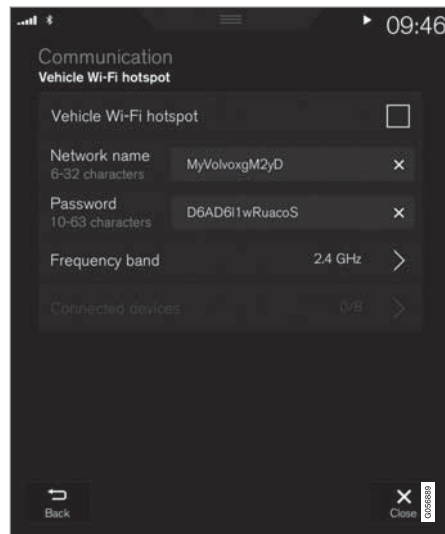 09:46
Communication
Vehicle Wi-Fi hotspot
Vehicle Wi-Fi hotspot
Network name
6-32 characters
MyVolvoxgM2yD
Password
10-63 characters
D6AD6l1wRuacoS
Frequency band
2.4 GHz
Connected devices
0/8
Back
Close
G056889